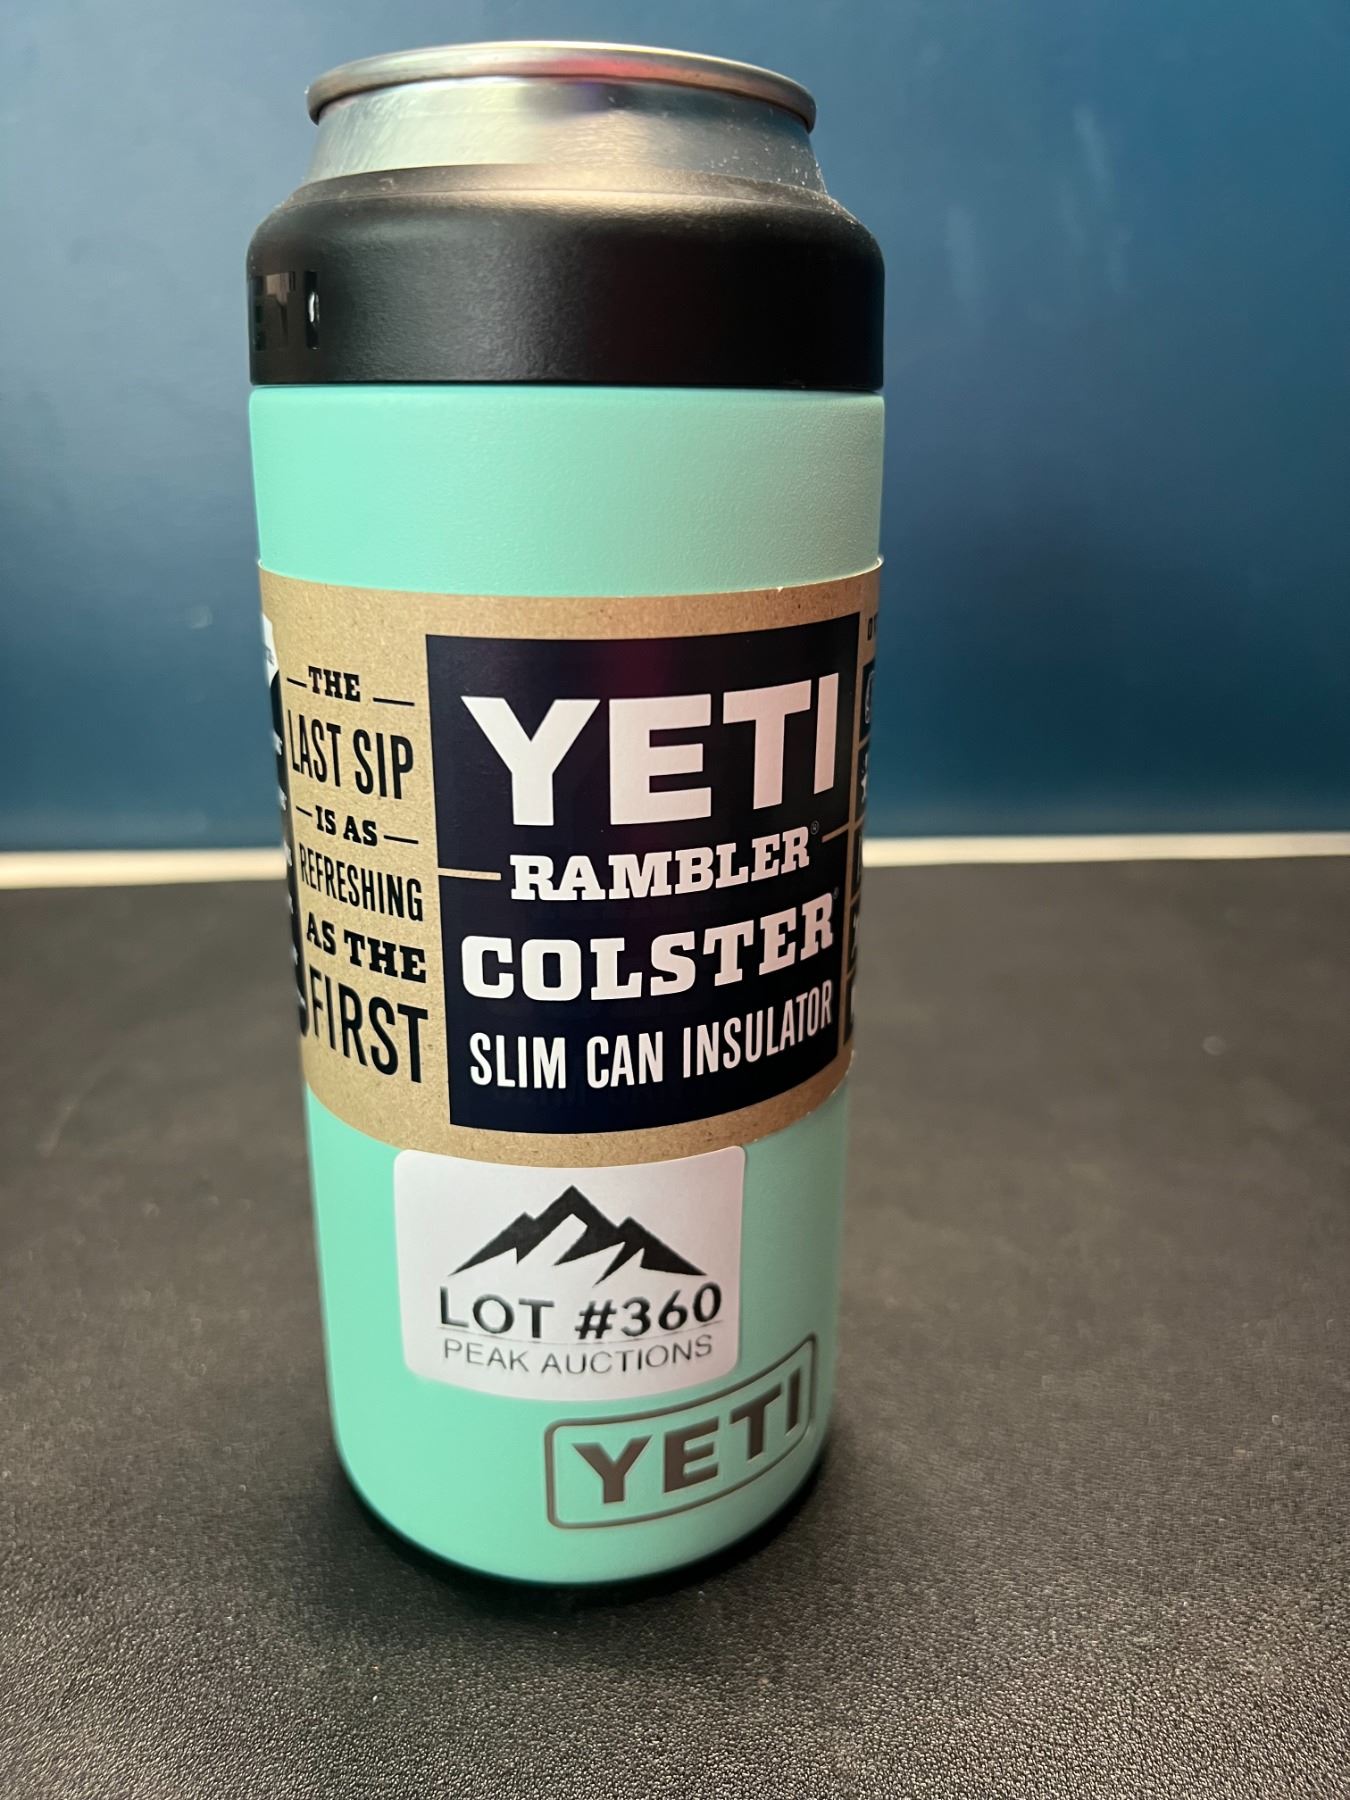 THE
LAST SIP
IS AS
REFRESHING
AS THE
FIRST
YETI
RAMBLER®
COLSTER®
SLIM CAN INSULATOR
LOT #360
PEAK AUCTIONS
YETI